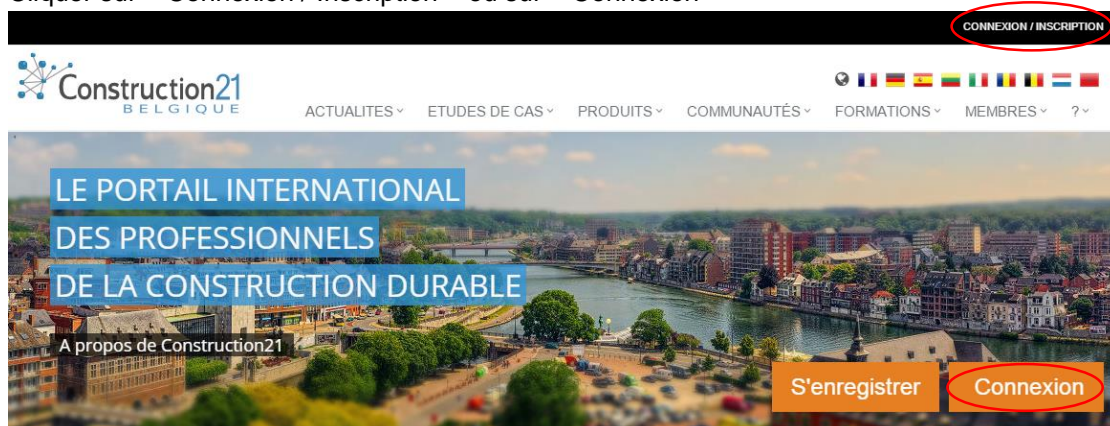 CONNEXION / INSCRIPTION
Construction21
BELGIQUE
ACTUALITES ETUDES DE CAS PRODUITS COMMUNAUTÉS FORMATIONS MEMBRES ?
LE PORTAIL INTERNATIONAL
DES PROFESSIONNELS
DE LA CONSTRUCTION DURABLE
A propos de Construction21
S'enregistrer Connexion